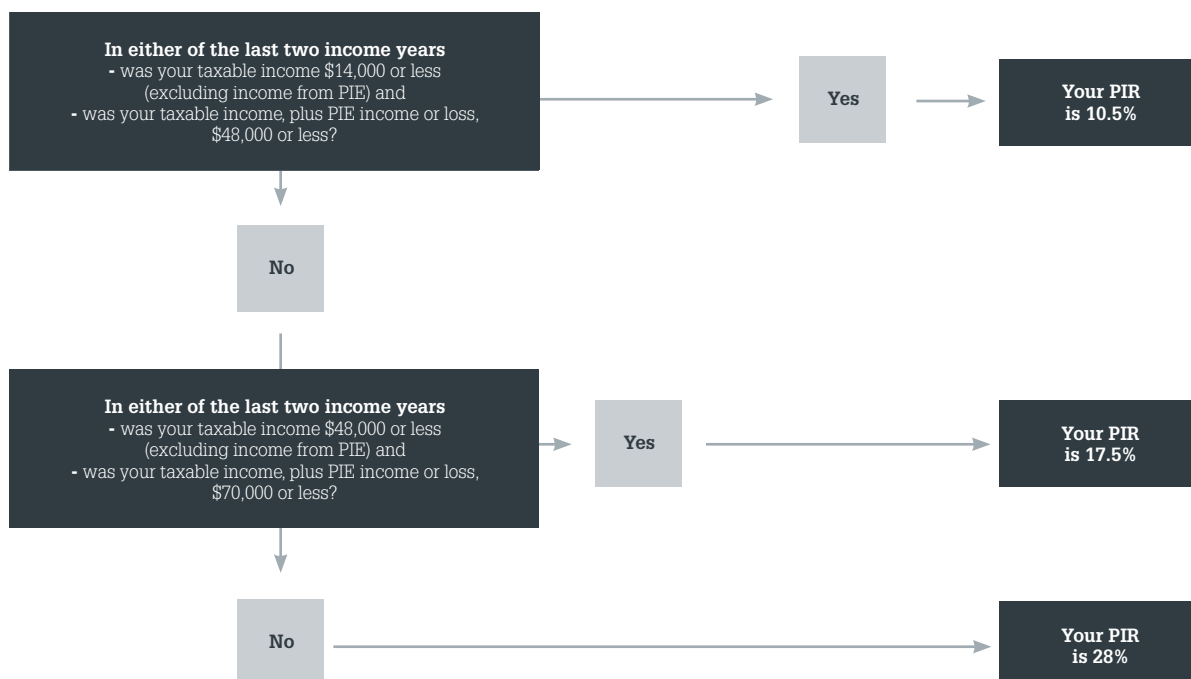 In either of the last two income years
- was your taxable income $14,000 or less
(excluding income from PIE) and
- was your taxable income, plus PIE income or loss,
$48,000 or less?
Yes
Your PIR
is 10.5%
No
In either of the last two income years
- was your taxable income $48,000 or less
(excluding income from PIE) and
- was your taxable income, plus PIE income or loss,
$70,000 or less?
Yes
Your PIR
is 17.5%
No
Your PIR
is 28%